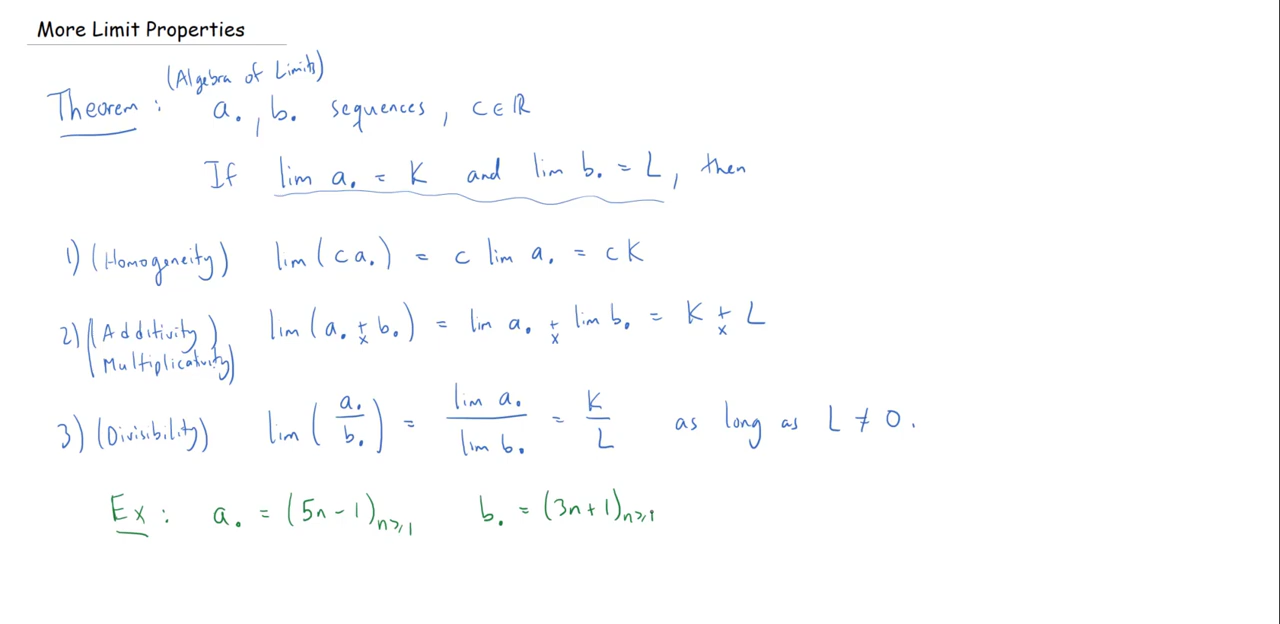 More Limit Properties
(Algebra of Limits)
Theorem: a., b. sequences, c∈ℝ
If lim a. = K and lim b. = L, then
1) (Homogeneity) lim(ca.) = c lim a. = cK
2) (Additivity, Multiplicativity) lim(a. +× b.) = lim a. +× lim b. = K +× L
3) (Divisibility) lim(a./b.) = lim a./lim b. = K/L as long as L ≠ 0.
Ex: a. = (5n-1)n≥1 b. = (3n+1)n≥1